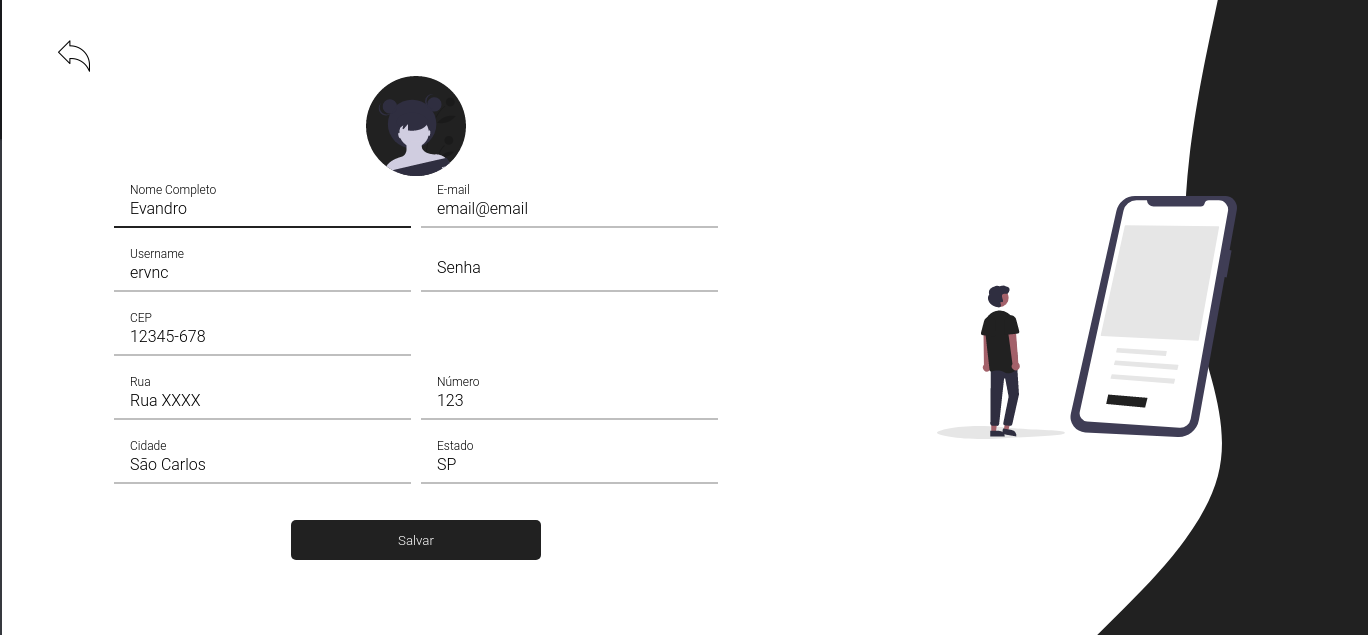 Nome Completo
Evandro
E-mail
email@email
Username
ervnc
Senha
CEP
12345-678
Rua
Rua XXXX
Número
123
Cidade
São Carlos
Estado
SP
Salvar